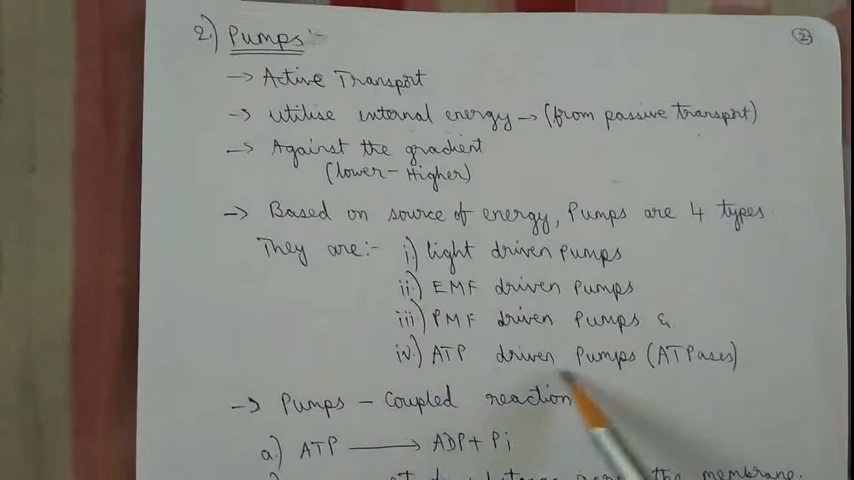 2.) Pumps:- ②
→ Active Transport
→ utilise internal energy → (from passive transport)
→ Against the gradient
(lower - Higher)
→ Based on source of energy, Pumps are 4 types
They are:- i.) light driven pumps
ii.) EMF driven Pumps
iii.) PMF driven Pumps &
iv.) ATP driven Pumps (ATPases)
→ Pumps - Coupled reaction
a.) ATP → ADP + Pi
the membrane.